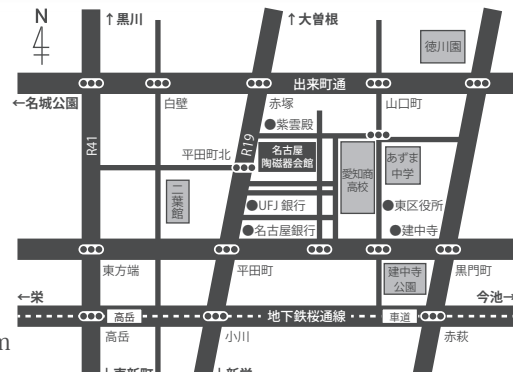 N
↑黒川
↑大曽根
徳川園
出来町通
←名城公園
白壁
赤塚
山口町
●紫雲殿
R41
R19
平田町北
名古屋
陶磁器会館
愛知商
高校
あずま
中学
二葉館
●UFJ 銀行
●東区役所
●名古屋銀行
●建中寺
東方端
平田町
建中寺
公園
黒門町
←栄
今池→
高岳
地下鉄桜通線
車道
高岳
小川
赤萩
m